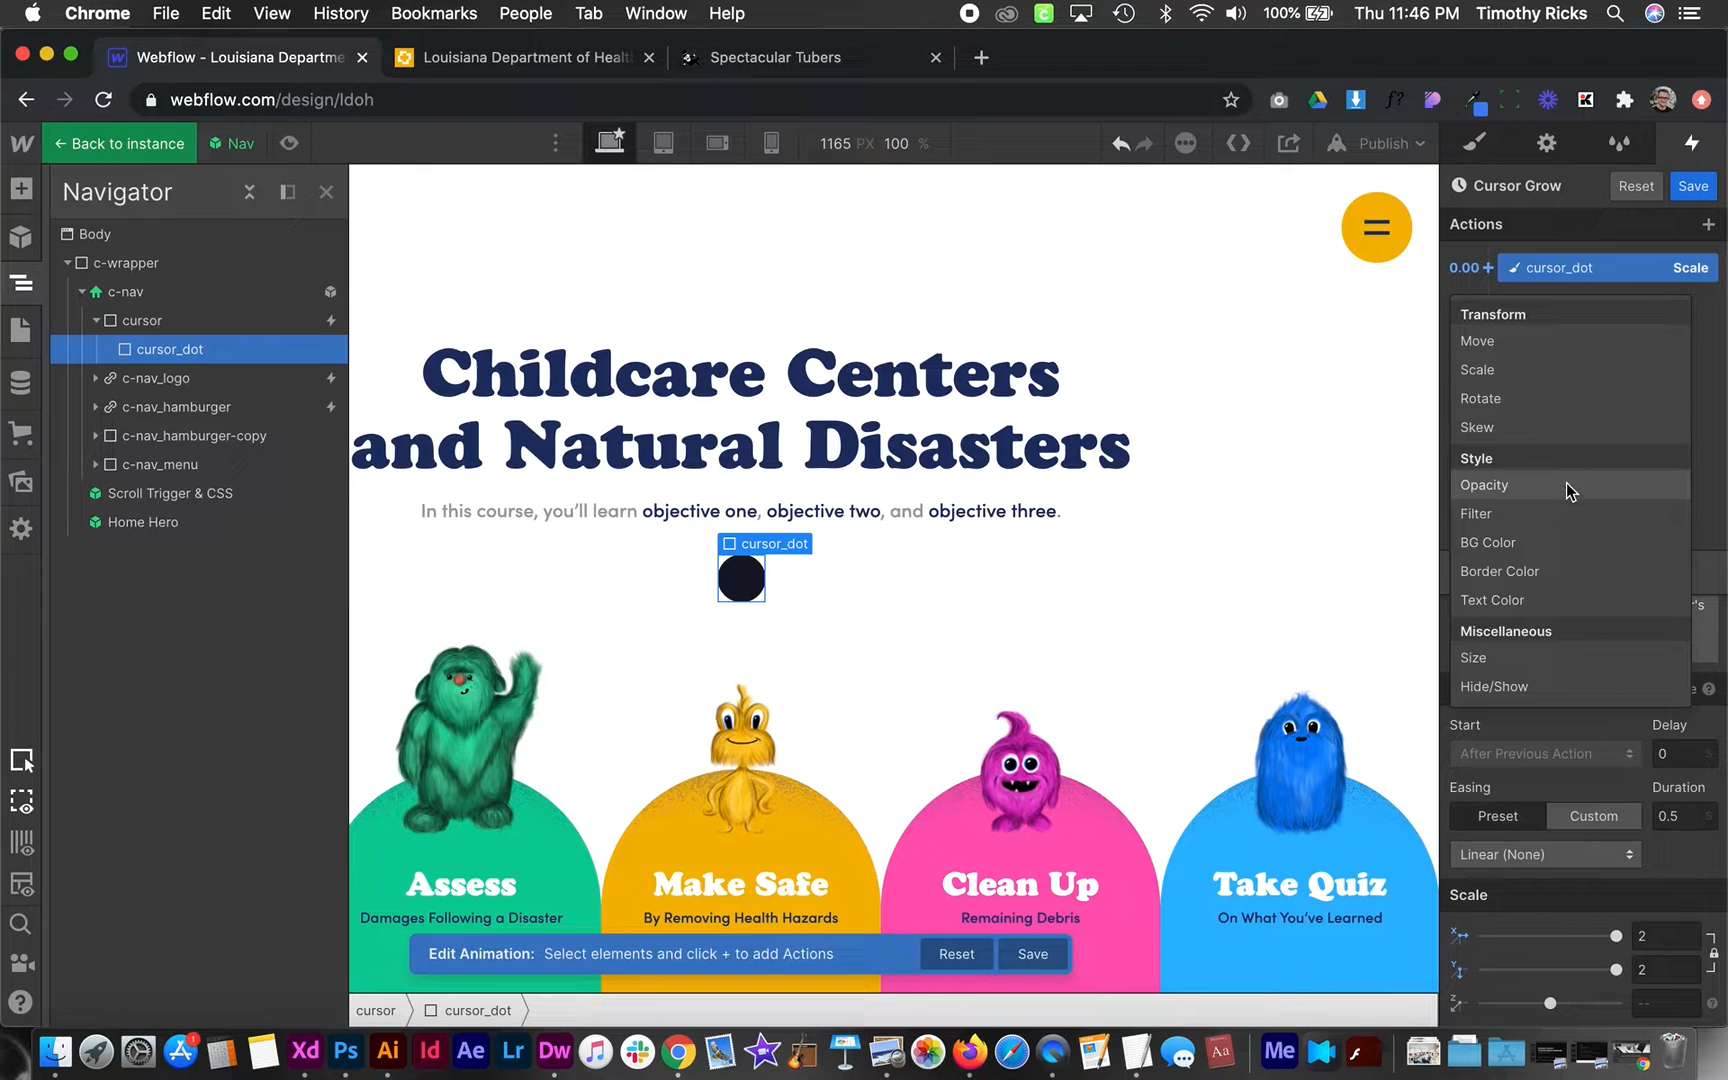 Chrome File Edit View History Bookmarks People Tab Window Help 100% Thu 11:46 PM Timothy Ricks
Webflow - Louisiana Departme
Louisiana Department of Healt
Spectacular Tubers
webflow.com/design/ldoh
Back to instance
Nav
1165 PX 100 %
Publish
Navigator
Body
c-wrapper
c-nav
cursor
cursor_dot
c-nav_logo
c-nav_hamburger
c-nav_hamburger-copy
c-nav_menu
Scroll Trigger & CSS
Home Hero
Childcare Centers
and Natural Disasters
In this course, you'll learn objective one, objective two, and objective three.
cursor_dot
Assess
Damages Following a Disaster
Make Safe
By Removing Health Hazards
Clean Up
Remaining Debris
Take Quiz
On What You've Learned
Edit Animation: Select elements and click + to add Actions Reset Save
cursor cursor_dot
Cursor Grow Reset Save
Actions
0.00 cursor_dot Scale
Transform
Move
Scale
Rotate
Skew
Style
Opacity
Filter
BG Color
Border Color
Text Color
Miscellaneous
Size
Hide/Show
Start Delay
After Previous Action 0 S
Easing Duration
Preset Custom 0.5 S
Linear (None)
Scale
X 2
Y 2
Z --
Xd Ps Ai Id Ae Lr Dw Me